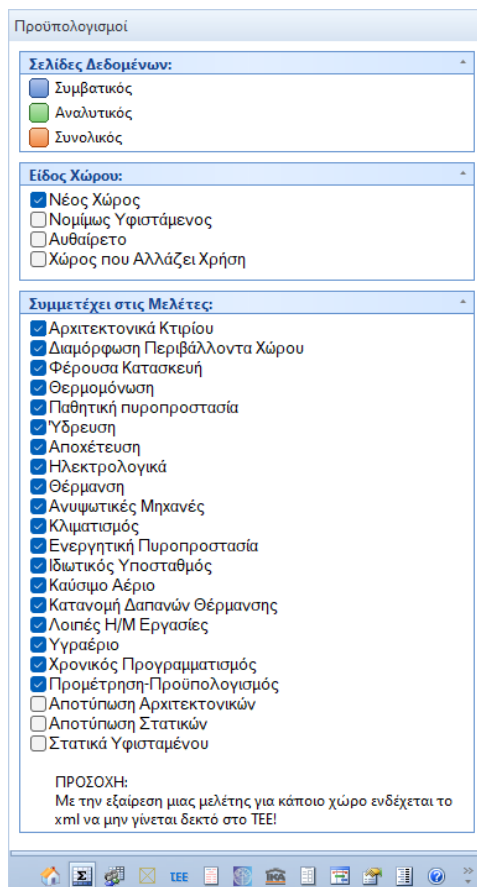 Προϋπολογισμοί
Σελίδες Δεδομένων:
Συμβατικός
Αναλυτικός
Συνολικός
Είδος Χώρου:
Νέος Χώρος
Νομίμως Υφιστάμενος
Αυθαίρετο
Χώρος που Αλλάζει Χρήση
Συμμετέχει στις Μελέτες:
Αρχιτεκτονικά Κτιρίου
Διαμόρφωση Περιβάλλοντα Χώρου
Φέρουσα Κατασκευή
Θερμομόνωση
Παθητική πυροπροστασία
Ύδρευση
Αποχέτευση
Ηλεκτρολογικά
Θέρμανση
Ανυψωτικές Μηχανές
Κλιματισμός
Ενεργητική Πυροπροστασία
Ιδιωτικός Υποσταθμός
Καύσιμο Αέριο
Κατανομή Δαπανών Θέρμανσης
Λοιπές Η/Μ Εργασίες
Υγραέριο
Χρονικός Προγραμματισμός
Προμέτρηση-Προϋπολογισμός
Αποτύπωση Αρχιτεκτονικών
Αποτύπωση Στατικών
Στατικά Υφισταμένου
ΠΡΟΣΟΧΗ:
Με την εξαίρεση μιας μελέτης για κάποιο χώρο ενδέχεται το
xml να μην γίνεται δεκτό στο ΤΕΕ!
Σ ΤΕΕ ΙΚΑ ?